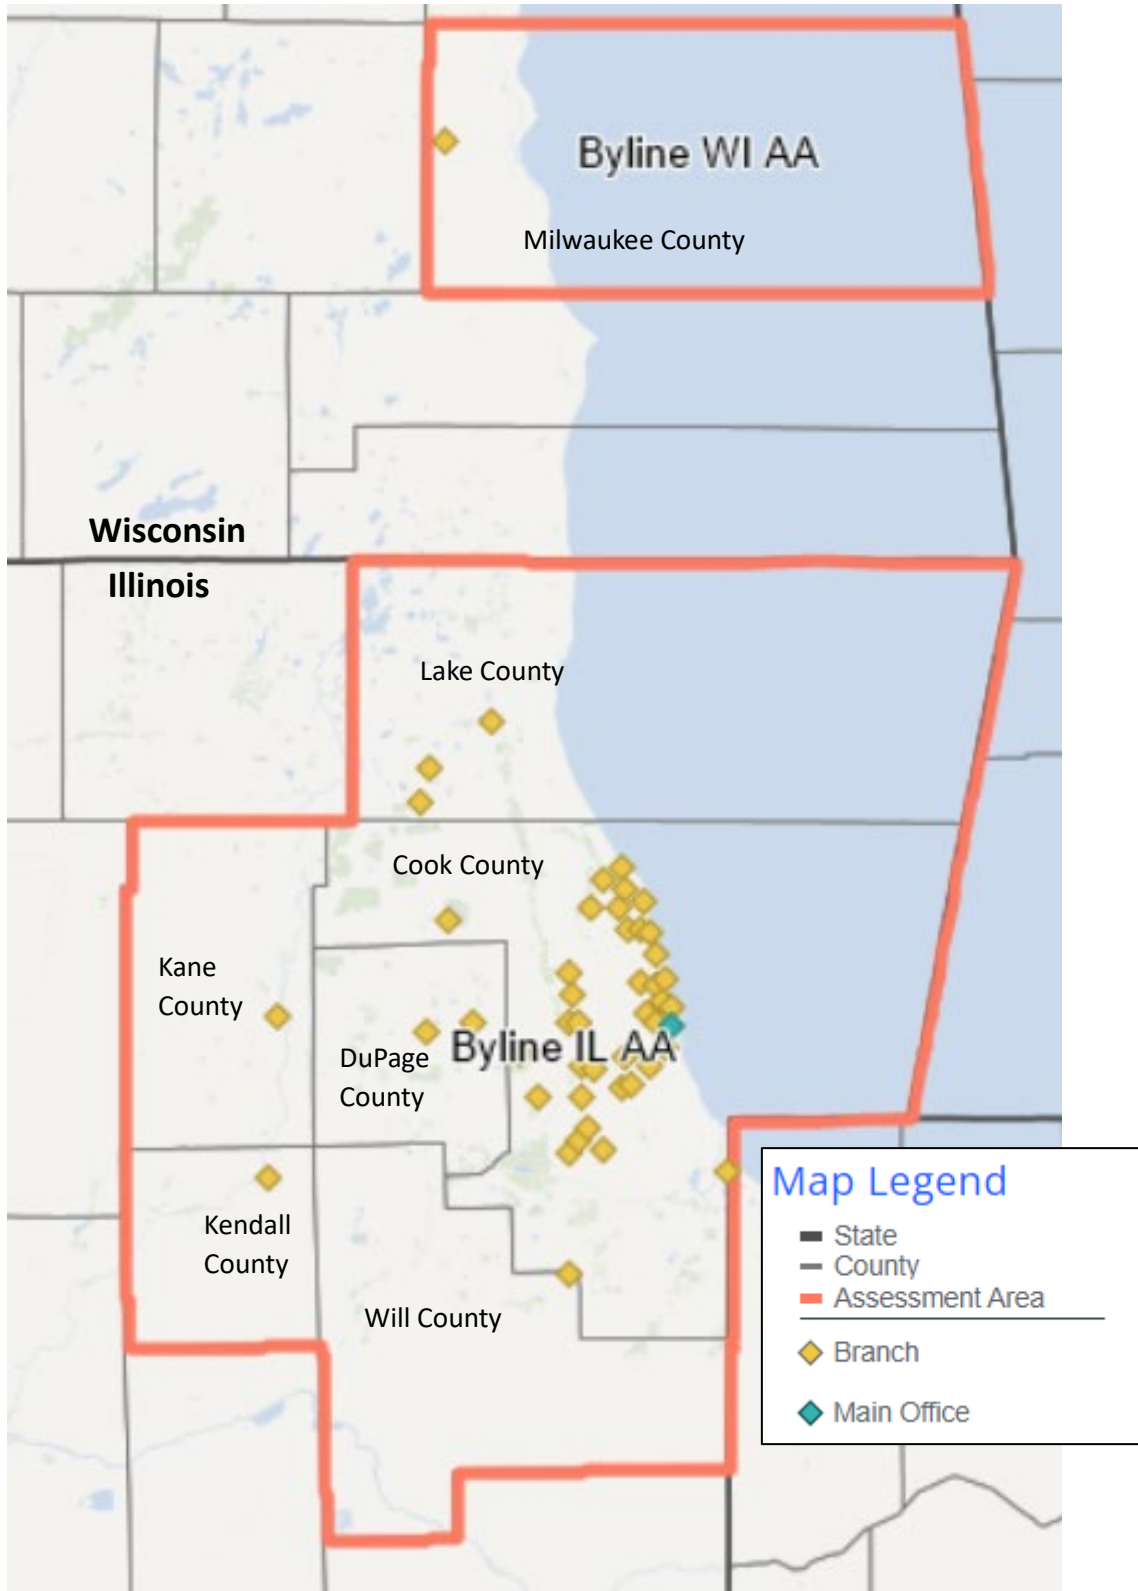 Byline WI AA
Milwaukee County
Wisconsin
Illinois
Lake County
Cook County
Kane
County
DuPage
County
Byline IL AA
Kendall
County
Will County
Map Legend
State
County
Assessment Area
Branch
Main Office